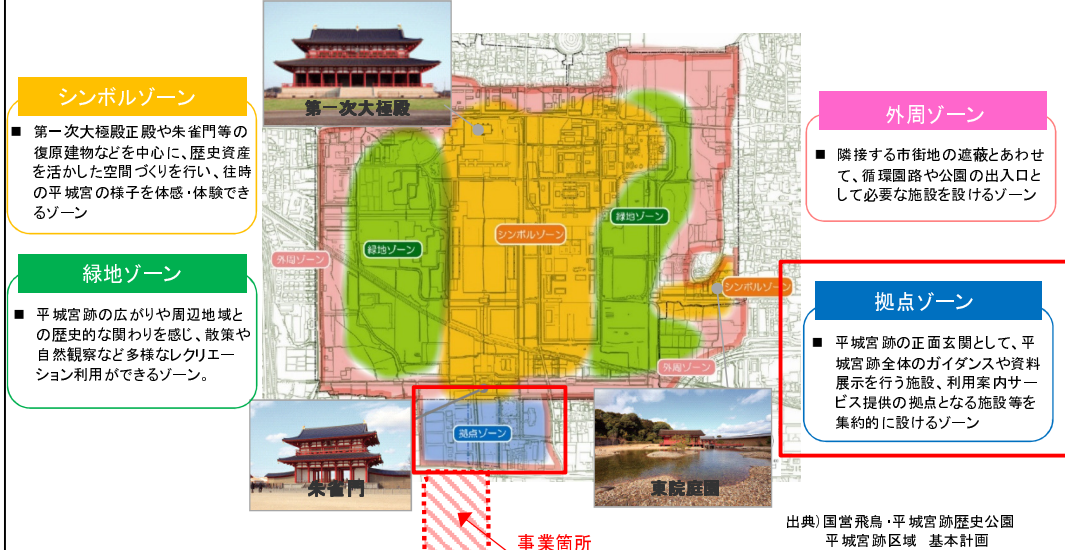 シンボルゾーン
■ 第一次大極殿正殿や朱雀門等の
復原建物などを中心に、歴史資産
を活かした空間づくりを行い、往時
の平城宮の様子を体感・体験でき
るゾーン
緑地ゾーン
■ 平城宮跡の広がりや周辺地域と
の歴史的な関わりを感じ、散策や
自然観察など多様なレクリエー
ション利用ができるゾーン。
第一次大極殿
緑地ゾーン
シンボルゾーン
緑地ゾーン
外周ゾーン
シンボルゾーン
外周ゾーン
拠点ゾーン
朱雀門
東院庭園
事業箇所
外周ゾーン
■ 隣接する市街地の遮蔽とあわせ
て、循環園路や公園の出入口と
して必要な施設を設けるゾーン
拠点ゾーン
■ 平城宮跡の正面玄関として、平
城宮跡全体のガイダンスや資料
展示を行う施設、利用案内サー
ビス提供の拠点となる施設等を
集約的に設けるゾーン
出典)国営飛鳥・平城宮跡歴史公園
平城宮跡区域 基本計画